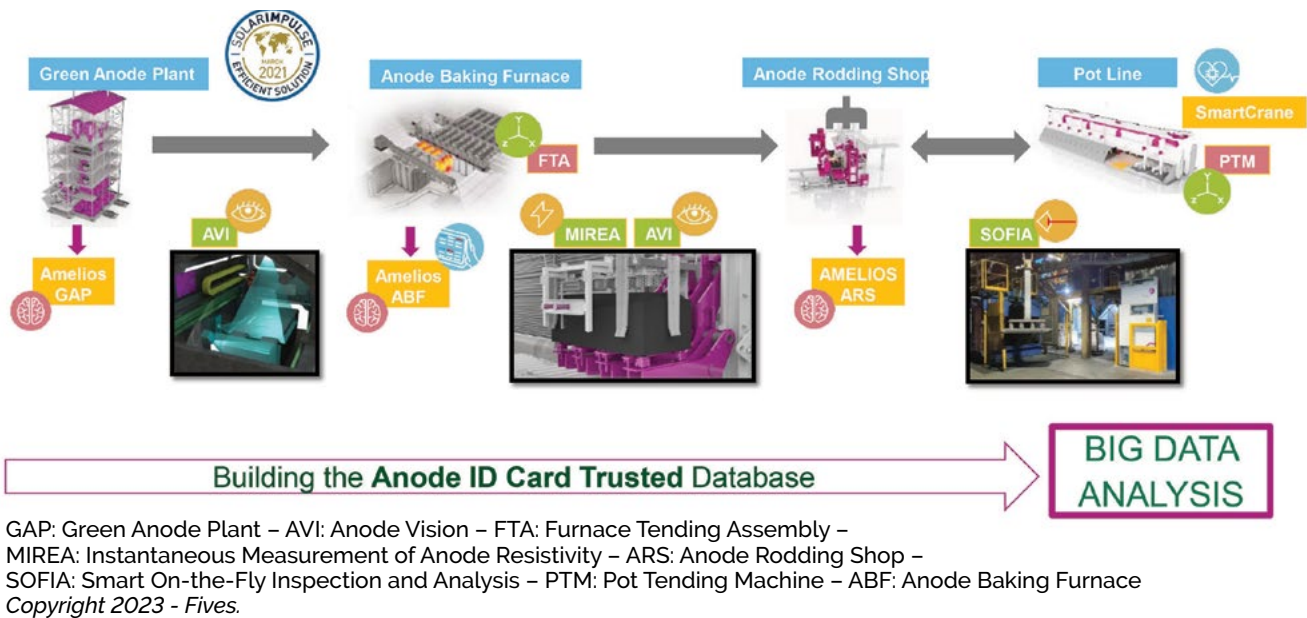 SOLARIMPULSE
MARCH
2021
EFFICIENT SOLUTION
Green Anode Plant
Anode Baking Furnace
Anode Rodding Shop
Pot Line
SmartCrane
Y
Z X
FTA
PTM
Y
Z X
AVI
MIREA
AVI
SOFIA
Amelios
GAP
Amelios
ABF
AMELIOS
ARS
Building the Anode ID Card Trusted Database
BIG DATA
ANALYSIS
GAP: Green Anode Plant – AVI: Anode Vision – FTA: Furnace Tending Assembly –
MIREA: Instantaneous Measurement of Anode Resistivity – ARS: Anode Rodding Shop –
SOFIA: Smart On-the-Fly Inspection and Analysis – PTM: Pot Tending Machine – ABF: Anode Baking Furnace
Copyright 2023 - Fives.